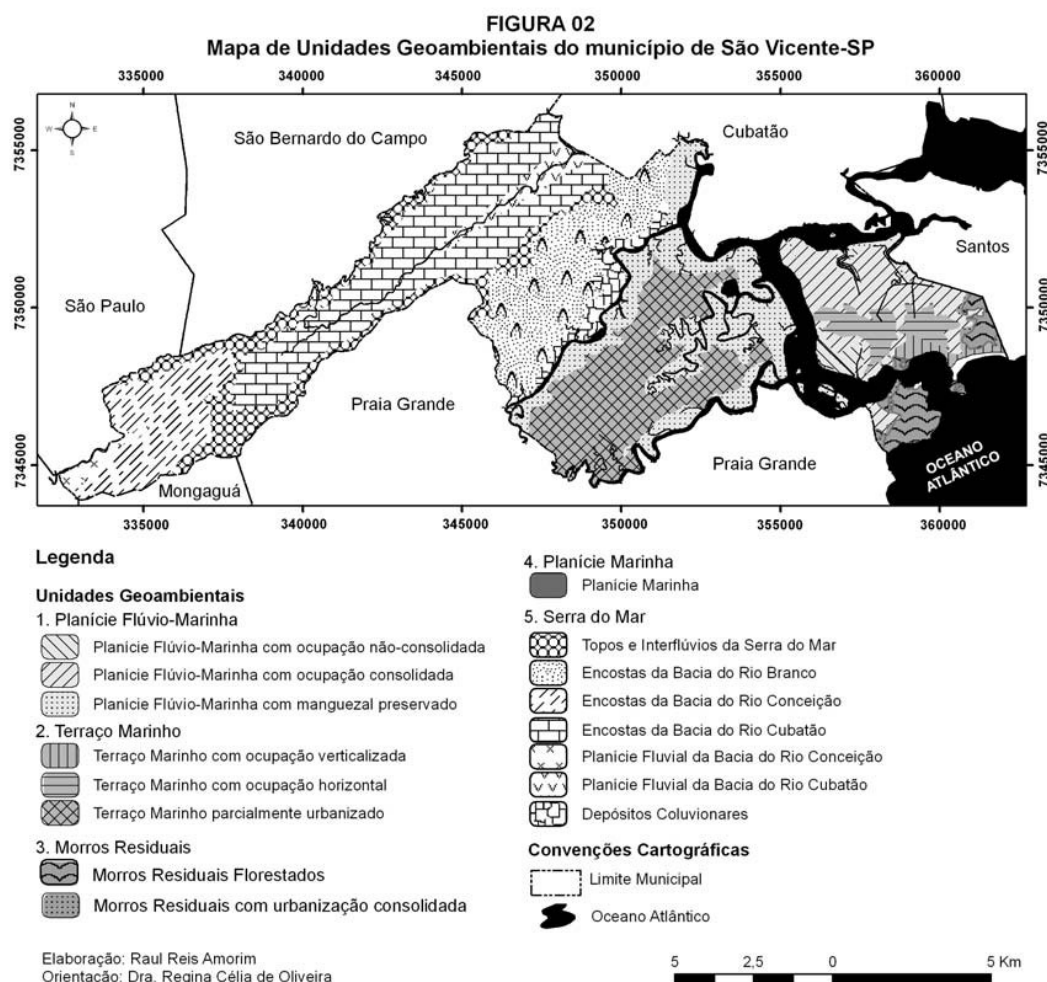 FIGURA 02
Mapa de Unidades Geoambientais do município de São Vicente-SP
335000 340000 345000 350000 355000 360000
N
W E
S
7355000
7350000
7345000
São Bernardo do Campo
Cubatão
Santos
São Paulo
Praia Grande
Praia Grande
Mongaguá
OCEANO
ATLÂNTICO
7355000
7350000
7345000
335000 340000 345000 350000 355000 360000
Legenda
Unidades Geoambientais
1. Planície Flúvio-Marinha
Planície Flúvio-Marinha com ocupação não-consolidada
Planície Flúvio-Marinha com ocupação consolidada
Planície Flúvio-Marinha com manguezal preservado
2. Terraço Marinho
Terraço Marinho com ocupação verticalizada
Terraço Marinho com ocupação horizontal
Terraço Marinho parcialmente urbanizado
3. Morros Residuais
Morros Residuais Florestados
Morros Residuais com urbanização consolidada
4. Planície Marinha
Planície Marinha
5. Serra do Mar
Topos e Interflúvios da Serra do Mar
Encostas da Bacia do Rio Branco
Encostas da Bacia do Rio Conceição
Encostas da Bacia do Rio Cubatão
Planície Fluvial da Bacia do Rio Conceição
Planície Fluvial da Bacia do Rio Cubatão
Depósitos Coluvionares
Convenções Cartográficas
Limite Municipal
Oceano Atlântico
Elaboração: Raul Reis Amorim
Orientação: Dra. Regina Célia de Oliveira
5 2,5 0 5 Km